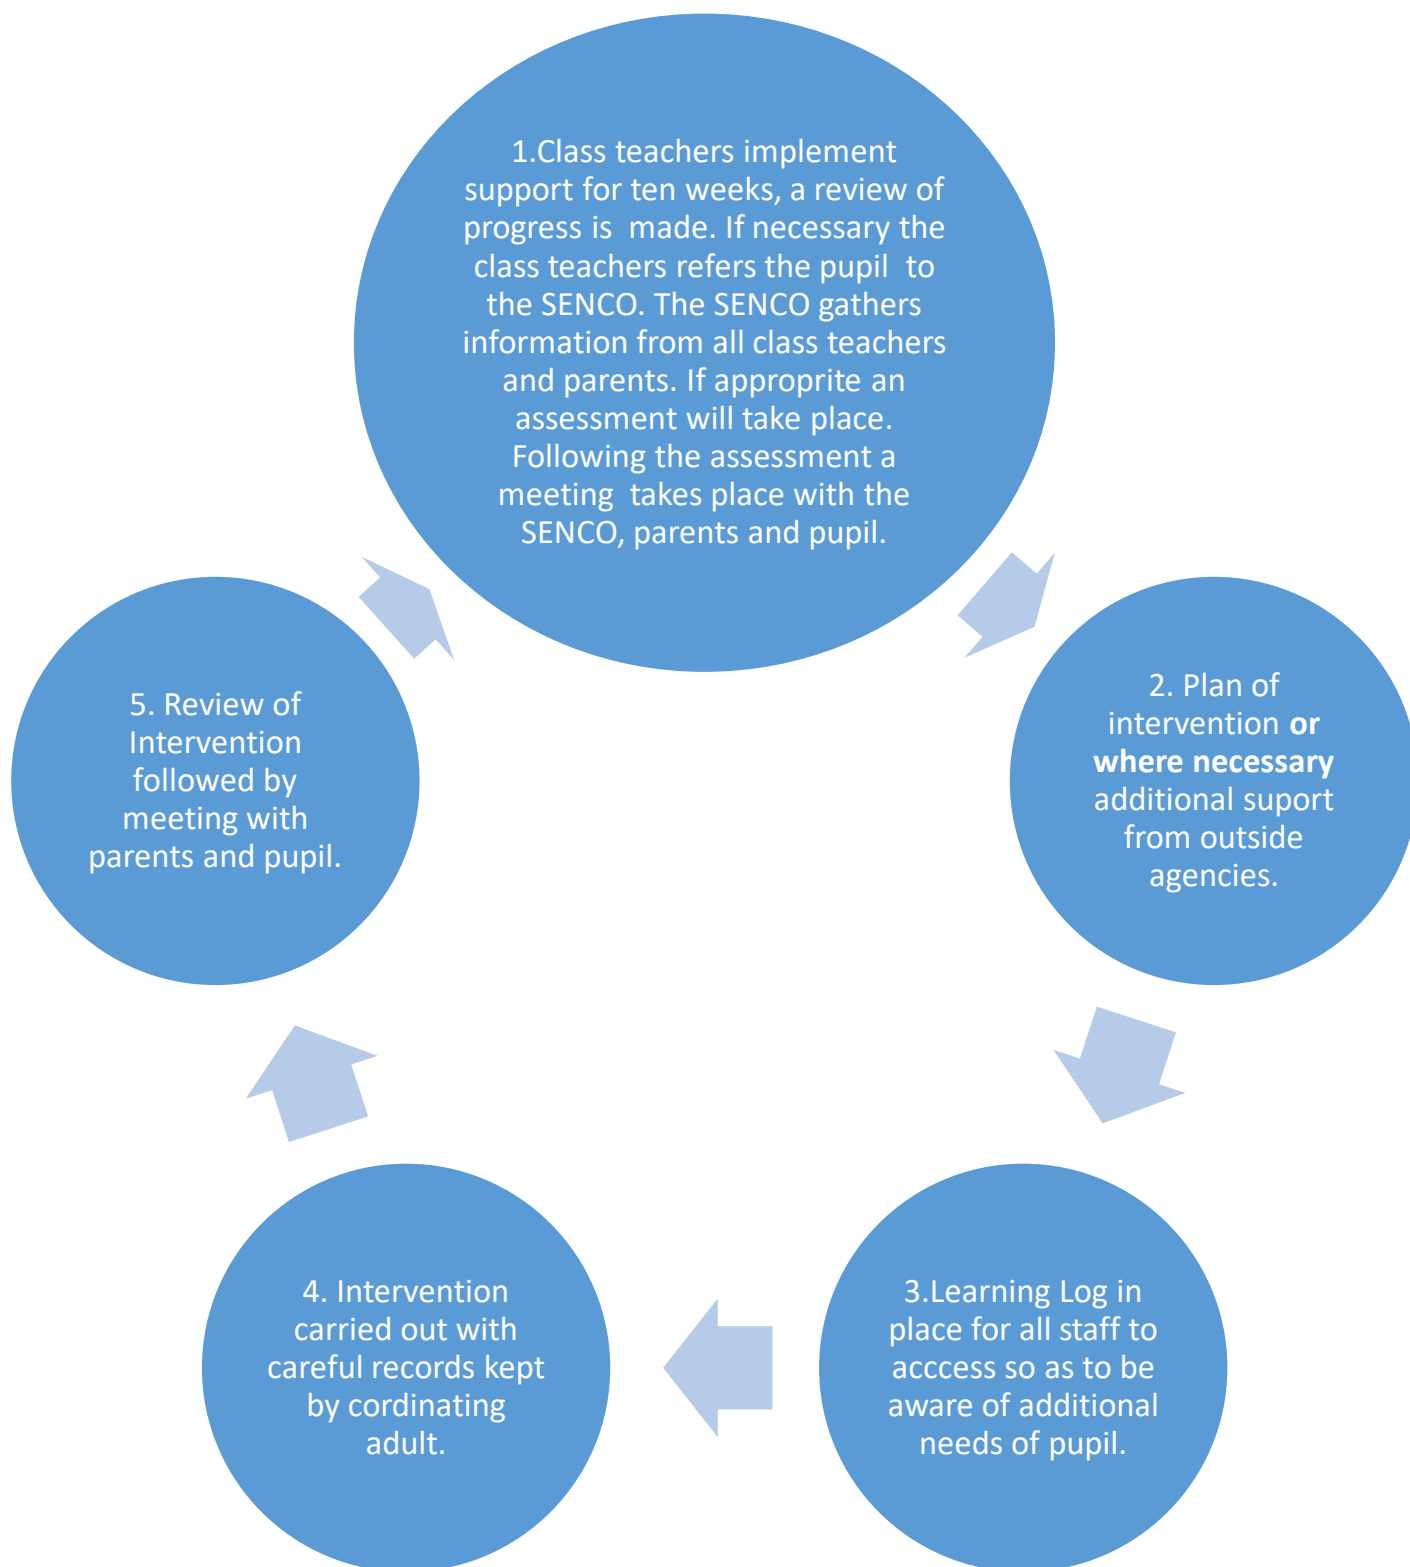 1.Class teachers implement
support for ten weeks, a review of
progress is  made. If necessary the
class teachers refers the pupil  to
the SENCO. The SENCO gathers
information from all class teachers
and parents. If approprite an
assessment will take place.
Following the assessment a
meeting  takes place with the
SENCO, parents and pupil.
2. Plan of
intervention or
where necessary
additional suport
from outside
agencies.
3.Learning Log in
place for all staff to
acccess so as to be
aware of additional
needs of pupil.
4. Intervention
carried out with
careful records kept
by cordinating
adult.
5. Review of
Intervention
followed by
meeting with
parents and pupil.